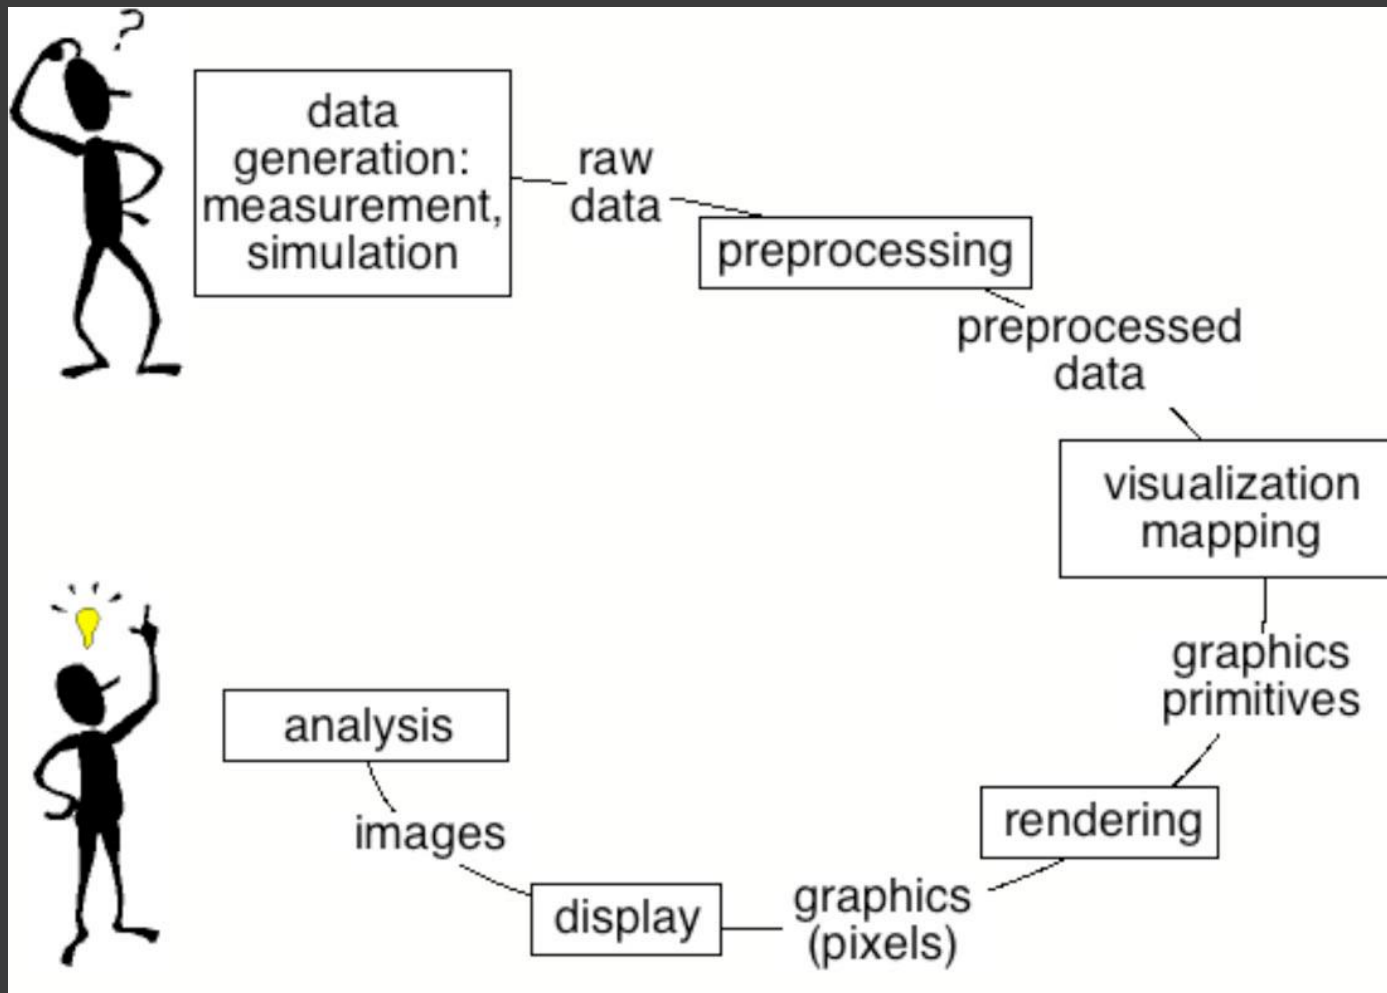 ?
data
generation:
measurement,
simulation
raw
data
preprocessing
preprocessed
data
visualization
mapping
graphics
primitives
rendering
graphics
(pixels)
display
images
analysis